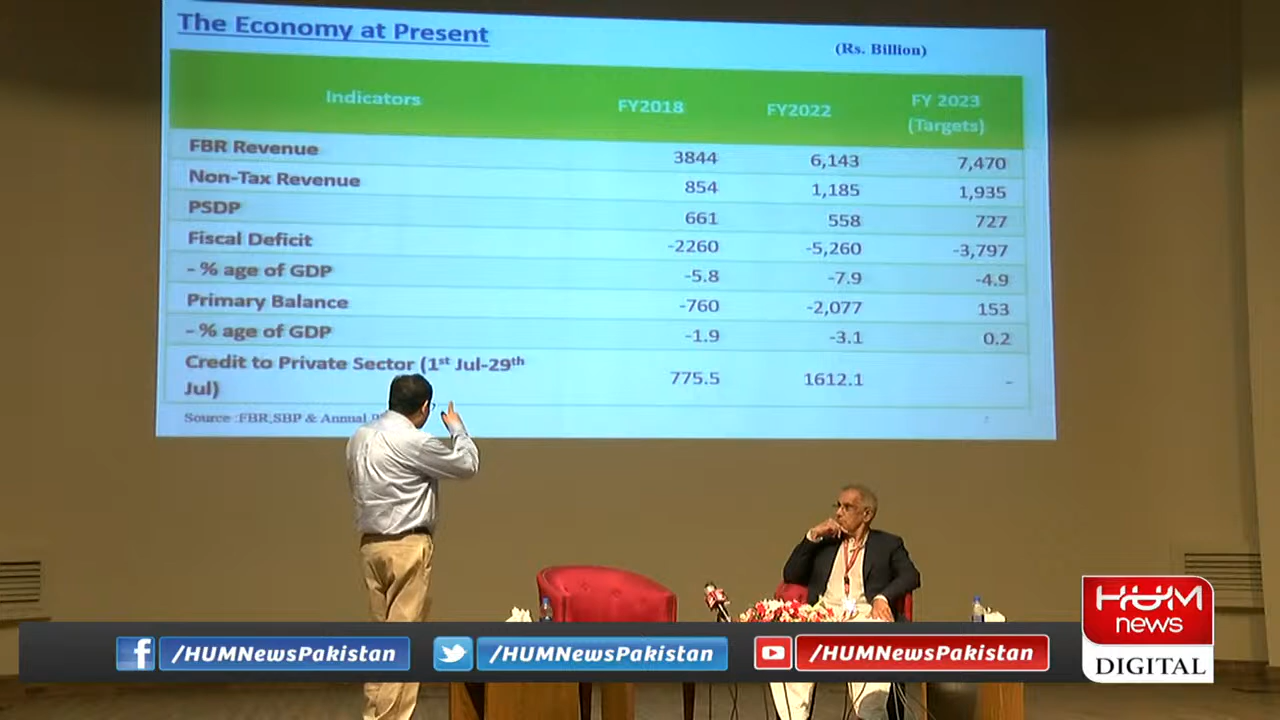 The Economy at Present
(Rs. Billion)
Indicators FY2018 FY2022 FY 2023 (Targets)
FBR Revenue 3844 6,143 7,470
Non-Tax Revenue 854 1,185 1,935
PSDP 661 558 727
Fiscal Deficit -2260 -5,260 -3,797
- % age of GDP -5.8 -7.9 -4.9
Primary Balance -760 -2,077 153
- % age of GDP -1.9 -3.1 0.2
Credit to Private Sector (1st Jul-29th
Jul) 775.5 1612.1 -
Source :FBR,SBP & Annual
/HUMNewsPakistan
/HUMNewsPakistan
/HUMNewsPakistan
HUM
news
DIGITAL